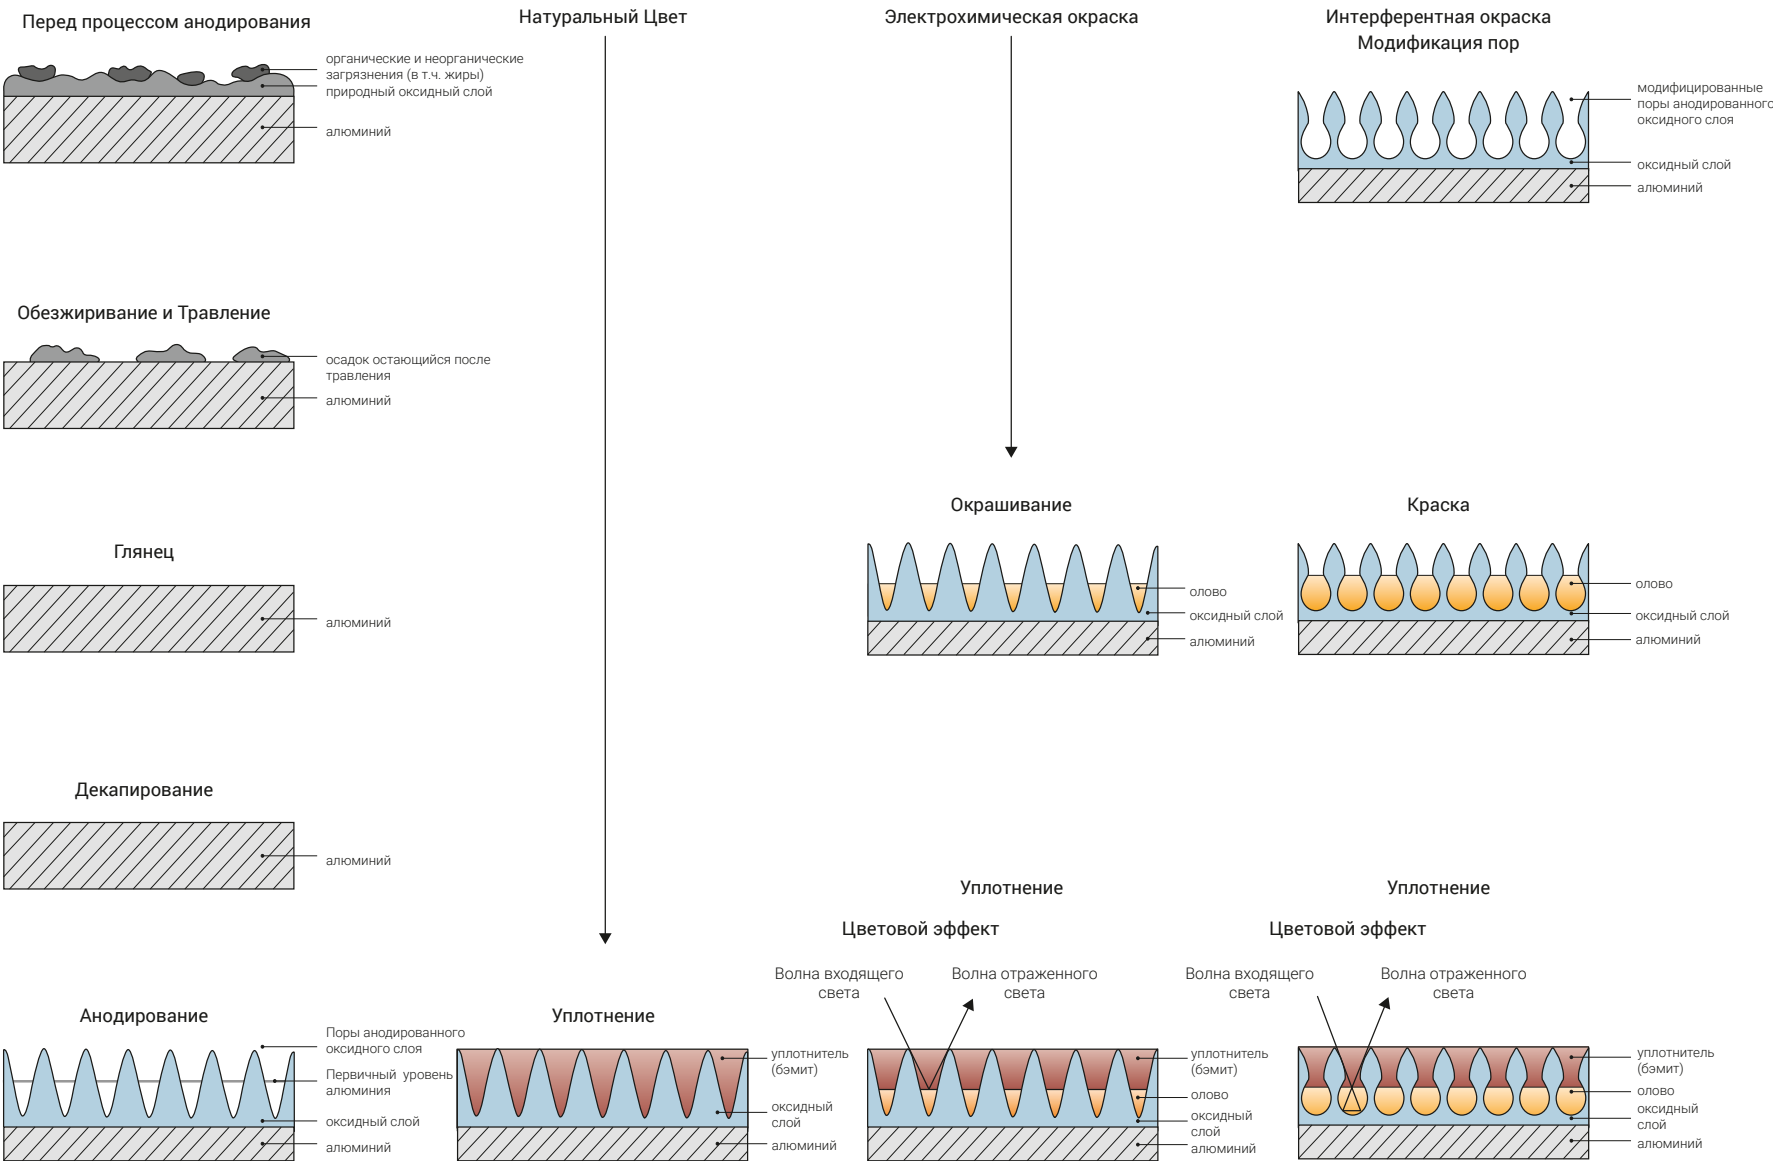 Перед процессом анодирования
органические и неорганические
загрязнения (в т.ч. жиры)
природный оксидный слой
алюминий
Обезжиривание и Травление
осадок остающийся после
травления
алюминий
Глянец
алюминий
Декапирование
алюминий
Анодирование
Поры анодированного
оксидного слоя
Первичный уровень
алюминия
оксидный слой
алюминий
Натуральный Цвет
Уплотнение
уплотнитель
(бэмит)
оксидный
слой
алюминий
Электрохимическая окраска
Окрашивание
олово
оксидный слой
алюминий
Уплотнение
Цветовой эффект
Волна входящего
света
Волна отраженного
света
уплотнитель
(бэмит)
олово
оксидный
слой
алюминий
Интерферентная окраска
Модификация пор
модифицированные
поры анодированного
оксидного слоя
оксидный слой
алюминий
Краска
олово
оксидный слой
алюминий
Уплотнение
Цветовой эффект
Волна входящего
света
Волна отраженного
света
уплотнитель
(бэмит)
олово
оксидный
слой
алюминий